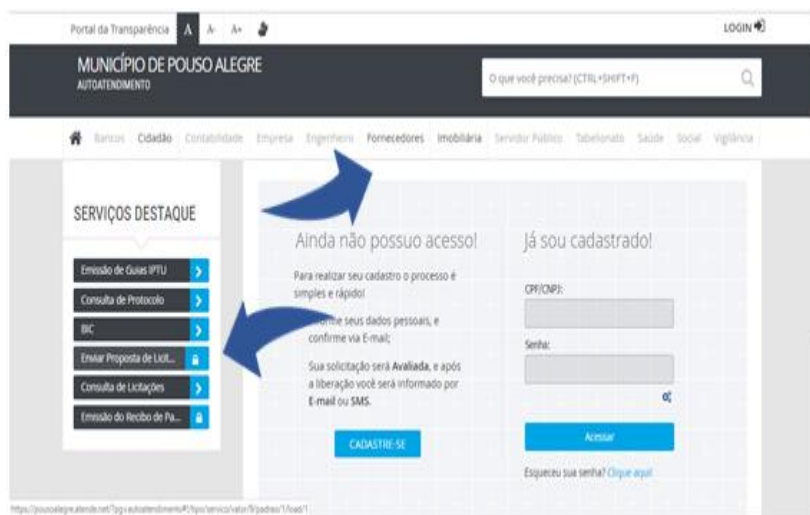 Portal da Transparência A A- A+ LOGIN
MUNICÍPIO DE POUSO ALEGRE
AUTOATENDIMENTO
O que você precisa? (CTRL+SHIFT+F)
Bancos Cidadão Contabilidade Empresa Engenheiro Fornecedores Imobiliária Servidor Público Tabelionato Saúde Social Vigilância
SERVIÇOS DESTAQUE
Emissão de Guias IPTU
Consulta de Protocolo
BIC
Enviar Proposta de Licit...
Consulta de Licitações
Emissão do Recibo de Pa...
Ainda não possuo acesso!
Para realizar seu cadastro o processo é
simples e rápido!
seus dados pessoais, e
confirme via E-mail;
Sua solicitação será Avaliada, e após
a liberação você será informado por
E-mail ou SMS.
CADASTRE-SE
Já sou cadastrado!
CPF/CNPJ:
Senha:
Acessar
Esqueceu sua senha? Clique aqui!